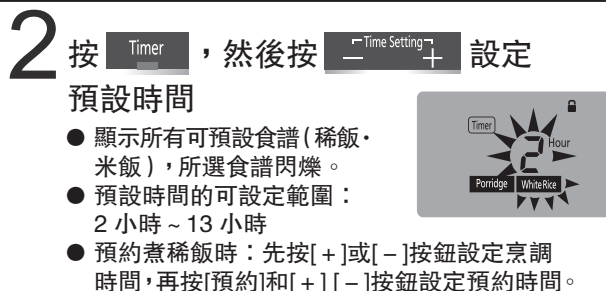 2 按 Timer ，然後按 − Time Setting + 設定
預設時間
● 顯示所有可預設食譜(稀飯·
米飯)，所選食譜閃爍。
● 預設時間的可設定範圍：
2 小時 ~ 13 小時
● 預約煮稀飯時：先按[+]或[−]按鈕設定烹調
時間，再按[預約]和[+][−]按鈕設定預約時間。
Timer
2 Hour
Porridge White Rice